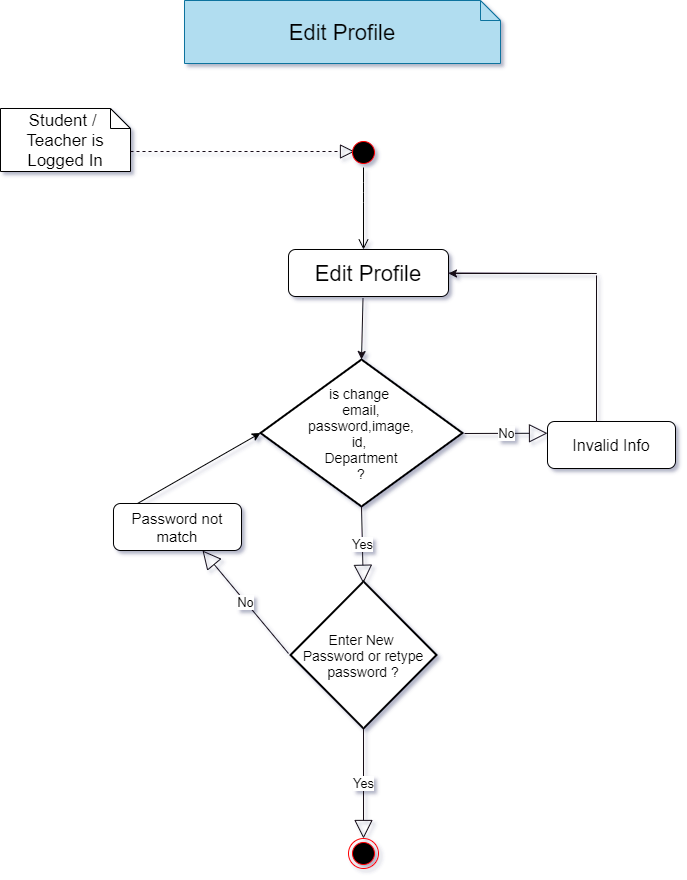 Edit Profile
Student /
Teacher is
Logged In
Edit Profile
is change
email,
password,image,
id,
Department
?
No
Invalid Info
Password not
match
Yes
No
Enter New
Password or retype
password ?
Yes